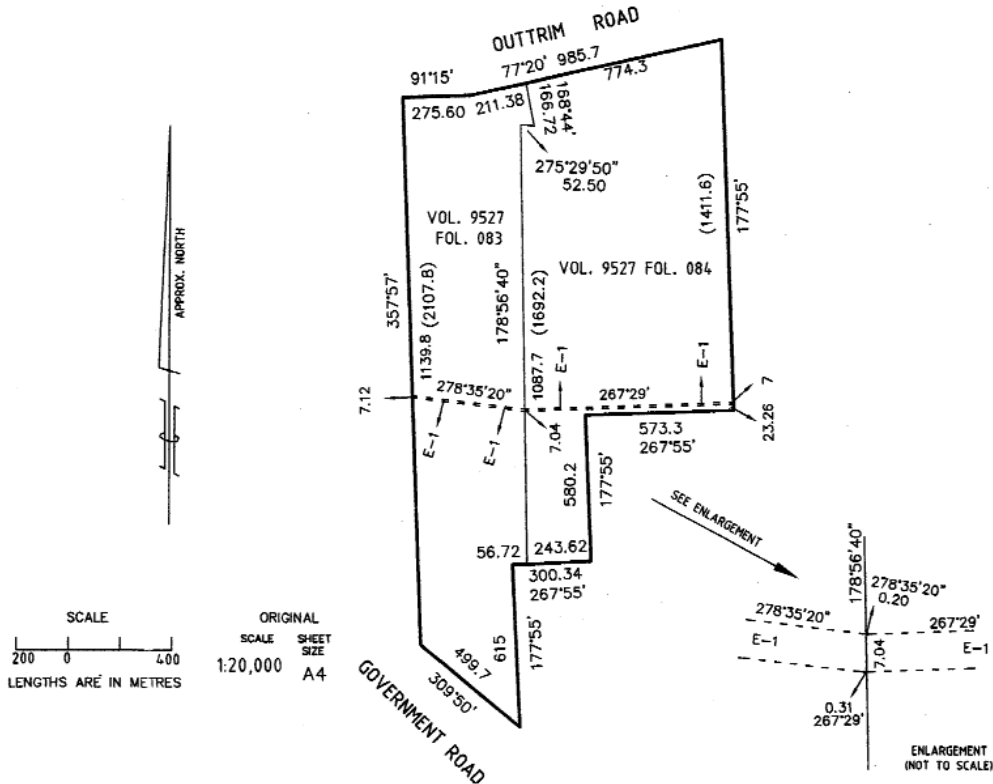 OUTTRIM ROAD
91°15'
77°20' 985.7
774.3
275.60
211.38
168°44'
166.72
275°29'50"
52.50
VOL. 9527
FOL. 083
VOL. 9527 FOL. 084
(1411.6)
177°55'
APPROX. NORTH
357°57'
1139.8 (2107.8)
178°56'40"
1087.7 (1692.2)
E-1
E-1
278°35'20"
267°29'
7.12
7
23.26
E-1
E-1
7.04
573.3
267°55'
580.2
177°55'
SEE ENLARGEMENT
56.72
243.62
300.34
267°55'
615
177°55'
499.7
309°50'
GOVERNMENT ROAD
SCALE
200 0 400
LENGTHS ARE IN METRES
ORIGINAL
SCALE SHEET SIZE
1:20,000 A4
178°56'40"
278°35'20"
0.20
278°35'20"
267°29'
E-1
7.04
E-1
0.31
267°29'
ENLARGEMENT
(NOT TO SCALE)